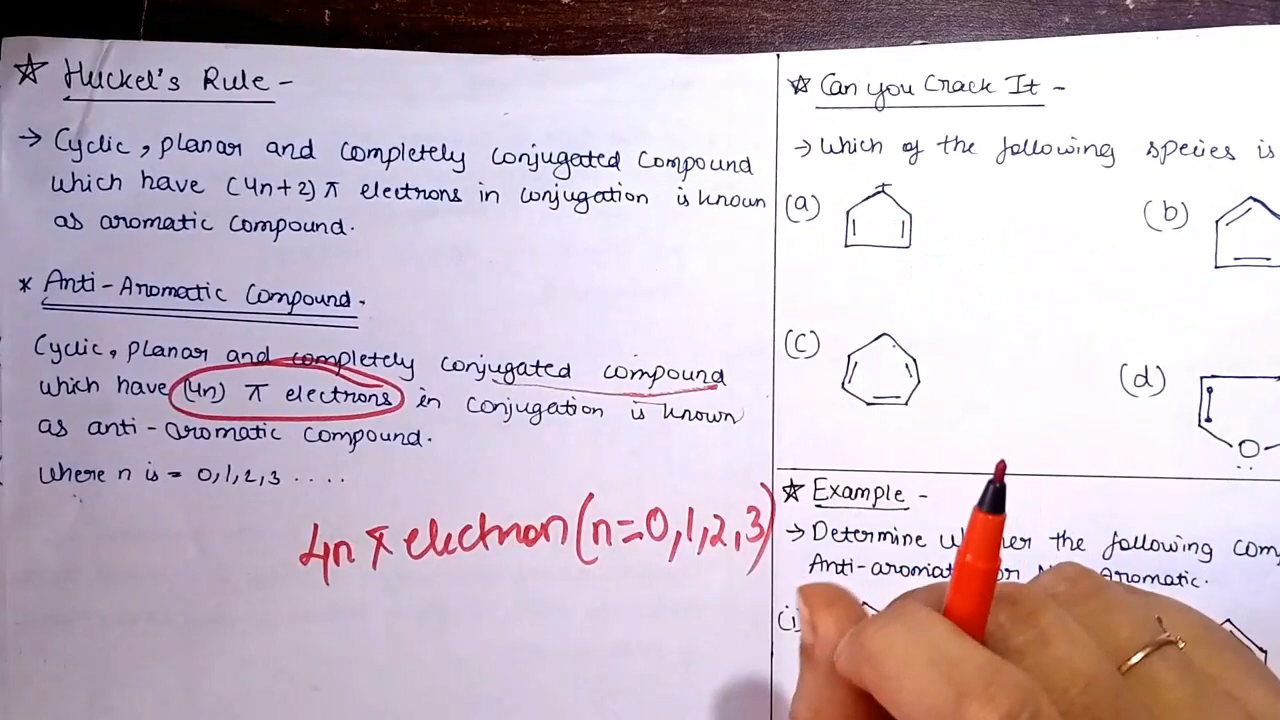 ☆ Huckel's Rule -
→ Cyclic, planar and completely conjugated compound
which have (4n+2) π electrons in conjugation is known
as aromatic compound.
* Anti-Aromatic Compound.
Cyclic, planar and completely conjugated compound
which have (4n) π electrons in conjugation is known
as anti-aromatic compound.
Where n is = 0,1,2,3 ....
4n π electron (n=0,1,2,3)
☆ Can you Crack It -
→ Which of the following species is
(a)
+
(b)
(c)
(d)
O
☆ Example -
→ Determine the following
Anti-aromat or Aromatic.
(i)